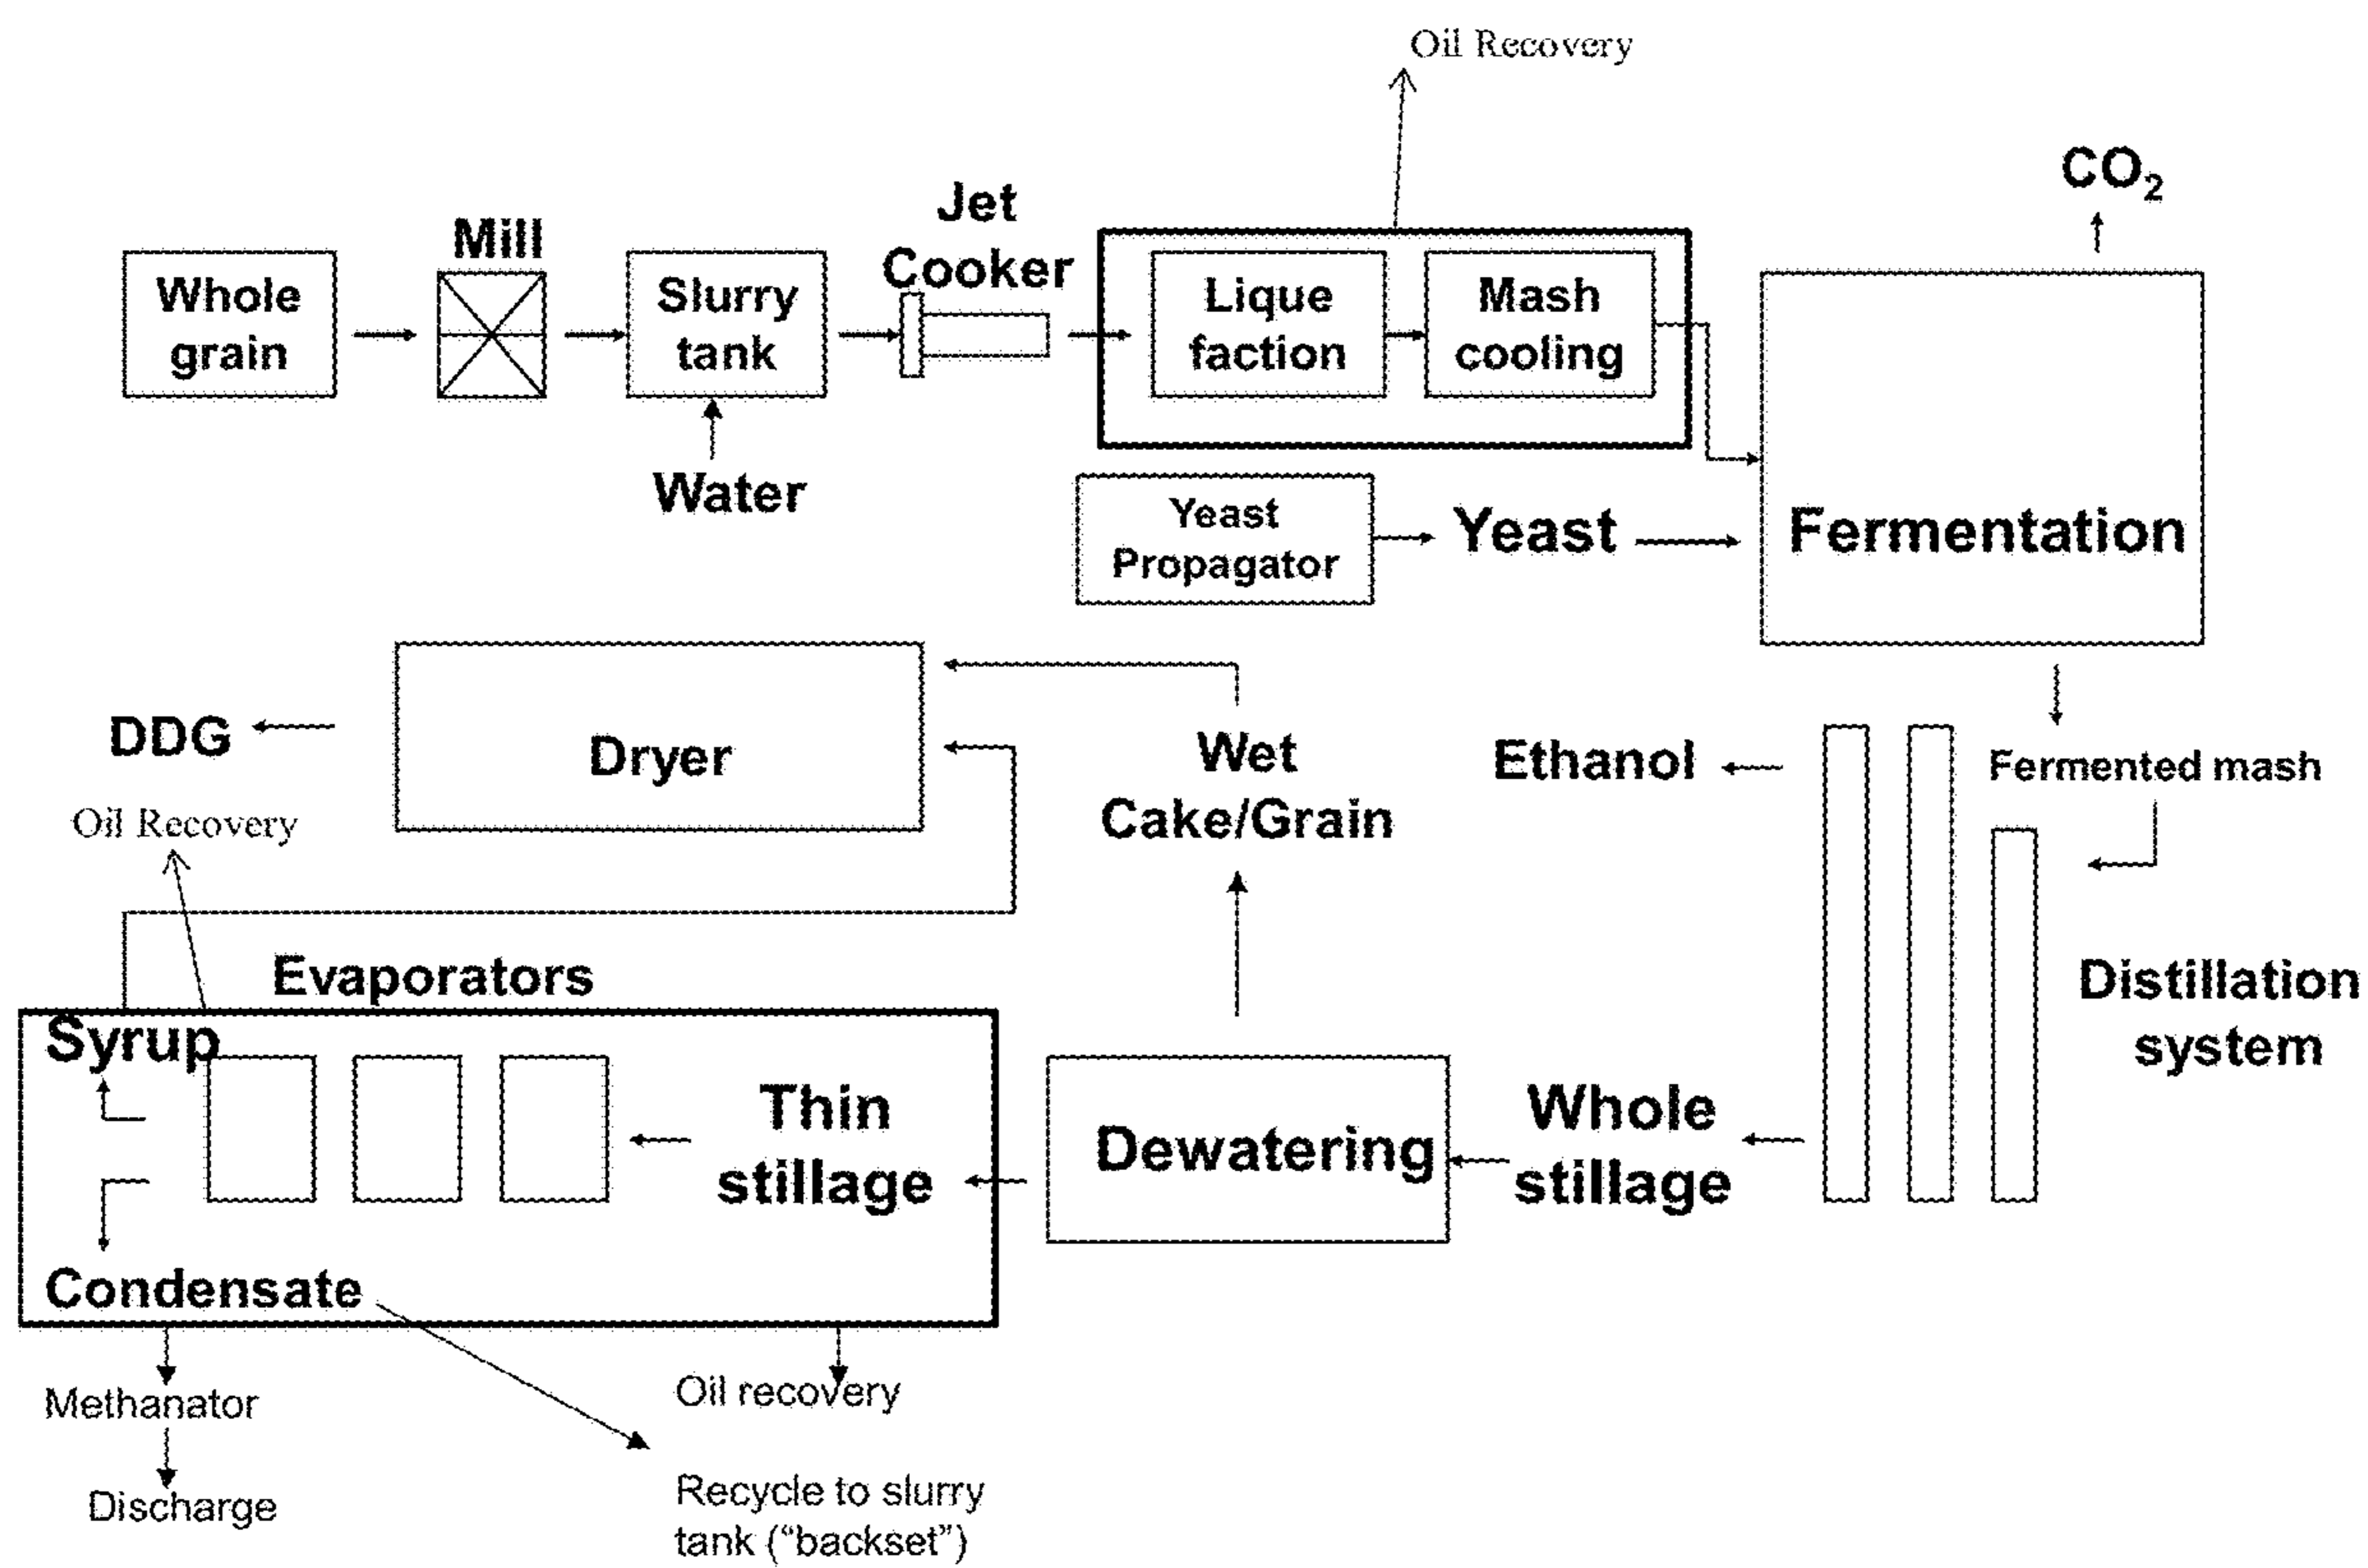 Oil Recovery
CO₂
Jet
Cooker
Mill
Whole
grain
Slurry
tank
Lique
faction
Mash
cooling
Water
Yeast
Propagator
Yeast
Fermentation
Dryer
DDG
Wet
Cake/Grain
Ethanol
Fermented mash
Oil Recovery
Distillation
system
Evaporators
Syrup
Thin
stillage
Dewatering
Whole
stillage
Condensate
Methanator
Discharge
Oil recovery
Recycle to slurry
tank (“backset”)